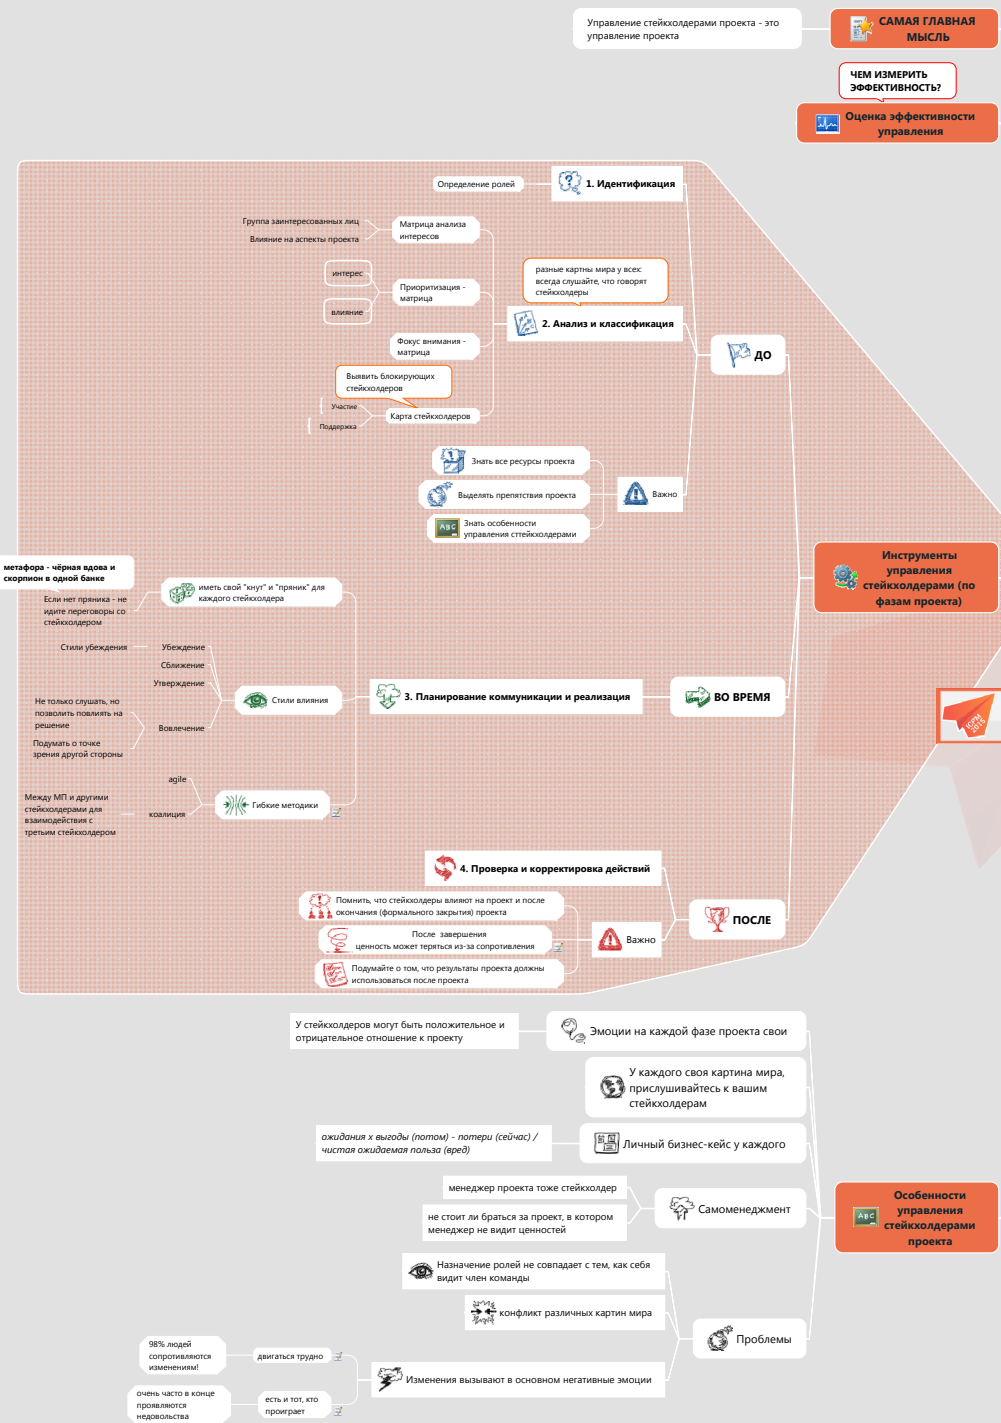 Управление стейкхолдерами проекта - это
управление проекта
САМАЯ ГЛАВНАЯ
МЫСЛЬ
ЧЕМ ИЗМЕРИТЬ
ЭФФЕКТИВНОСТЬ?
Оценка эффективности
управления
Определение ролей
1. Идентификация
Группа заинтересованных лиц
Влияние на аспекты проекта
Матрица анализа
интересов
интерес
влияние
Приоритизация -
матрица
разные картны мира у всех:
всегда слушайте, что говорят
стейкхолдеры
2. Анализ и классификация
Фокус внимания -
матрица
Выявить блокирующих
стейкхолдеров
Участие
Поддержка
Карта стейкхолдеров
ДО
Знать все ресурсы проекта
Выделять препятствия проекта
ABC
Знать особенности
управления сттейкхолдерами
Важно
Инструменты
управления
стейкхолдерами (по
фазам проекта)
метафора - чёрная вдова и
скорпион в одной банке
Если нет пряника - не
идите переговоры со
стейкхолдером
иметь свой "кнут" и "пряник" для
каждого стейкхолдера
Стили убеждения
Убеждение
Сближение
Утверждение
Вовлечение
Не только слушать, но
позволить повлиять на
решение
Подумать о точке
зрения другой стороны
Стили влияния
3. Планирование коммуникации и реализация
ВО ВРЕМЯ
agile
коалиция
Между МП и другими
стейкхолдерами для
взаимодействия с
третьим стейкхолдером
Гибкие методики
ICPM
2015
4. Проверка и корректировка действий
Помнить, что стейкхолдеры влияют на проект и после
окончания (формального закрытия) проекта
После завершения
ценность может теряться из-за сопротивления
Подумайте о том, что результаты проекта должны
использоваться после проекта
Важно
ПОСЛЕ
У стейкхолдеров могут быть положительное и
отрицательное отношение к проекту
Эмоции на каждой фазе проекта свои
У каждого своя картина мира,
прислушивайтесь к вашим
стейкхолдерам
ожидания х выгоды (потом) - потери (сейчас) /
чистая ожидаемая польза (вред)
Личный бизнес-кейс у каждого
менеджер проекта тоже стейкхолдер
не стоит ли браться за проект, в котором
менеджер не видит ценностей
Самоменеджмент
ABC
Особенности
управления
стейкхолдерами
проекта
Назначение ролей не совпадает с тем, как себя
видит член команды
конфликт различных картин мира
Проблемы
98% людей
сопротивляются
изменениям!
двигаться трудно
Изменения вызывают в основном негативные эмоции
очень часто в конце
проявляются
недовольства
есть и тот, кто
проиграет